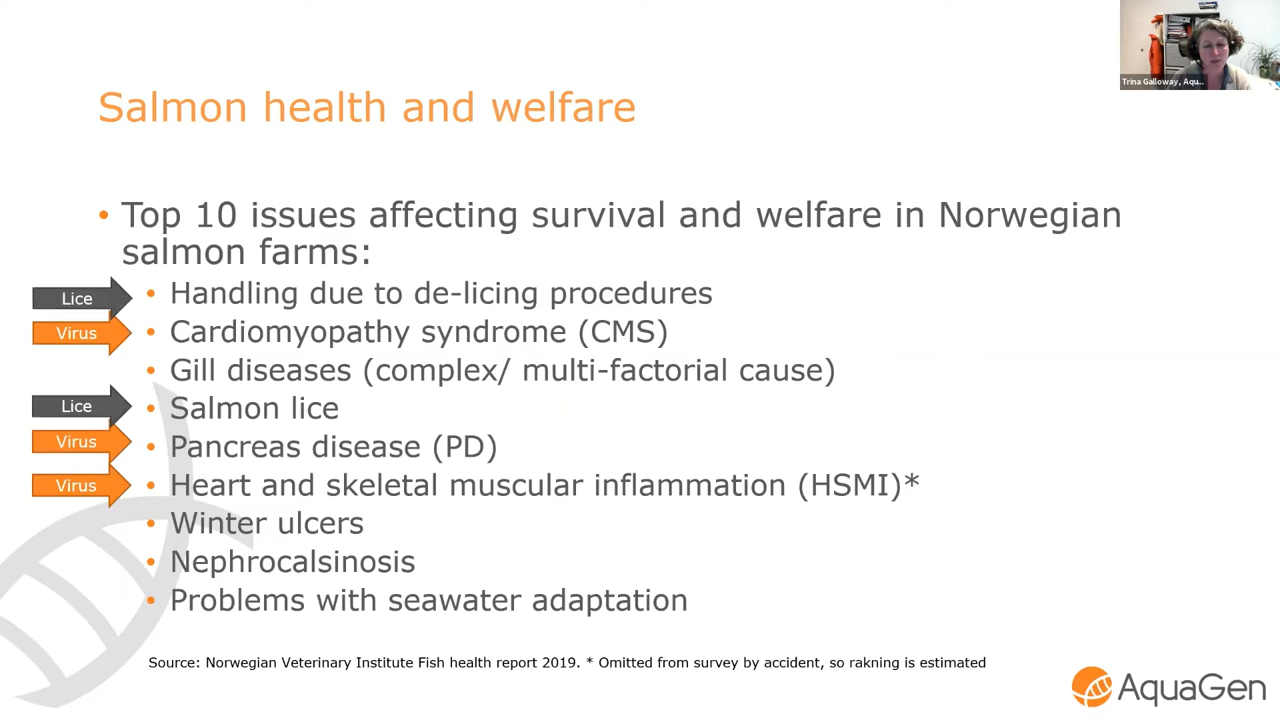 Trina Galloway, Aqu...
Salmon health and welfare
• Top 10 issues affecting survival and welfare in Norwegian
salmon farms:
Lice • Handling due to de-licing procedures
Virus • Cardiomyopathy syndrome (CMS)
• Gill diseases (complex/ multi-factorial cause)
Lice • Salmon lice
Virus • Pancreas disease (PD)
Virus • Heart and skeletal muscular inflammation (HSMI)*
• Winter ulcers
• Nephrocalsinosis
• Problems with seawater adaptation
Source: Norwegian Veterinary Institute Fish health report 2019. * Omitted from survey by accident, so rakning is estimated
AquaGen